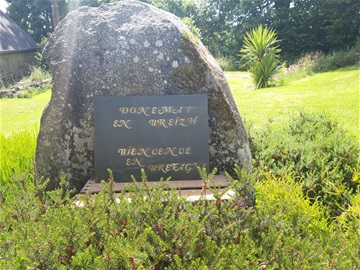 DONEMAT
EN BREIZH
BIENVENUE
EN BRETAGNE